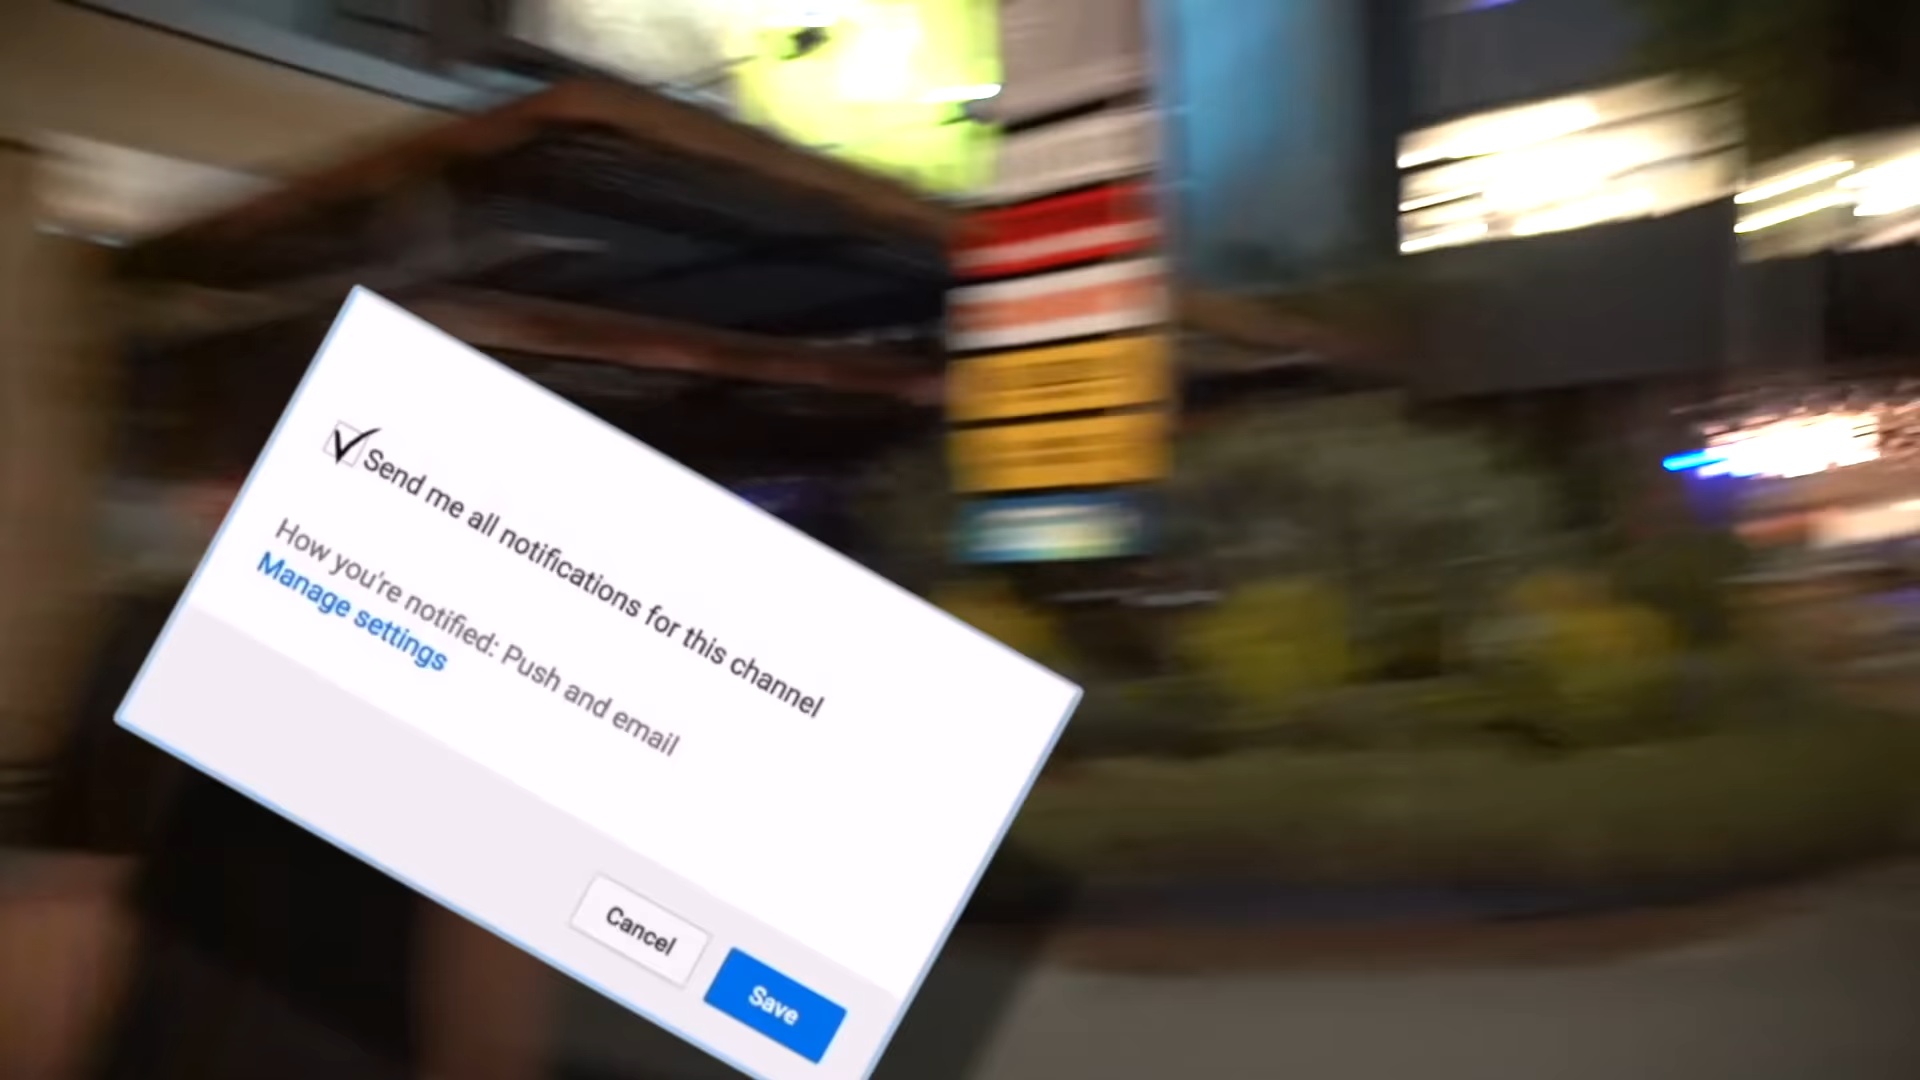 Send me all notifications for this channel
How you're notified: Push and email
Manage settings
Cancel
Save